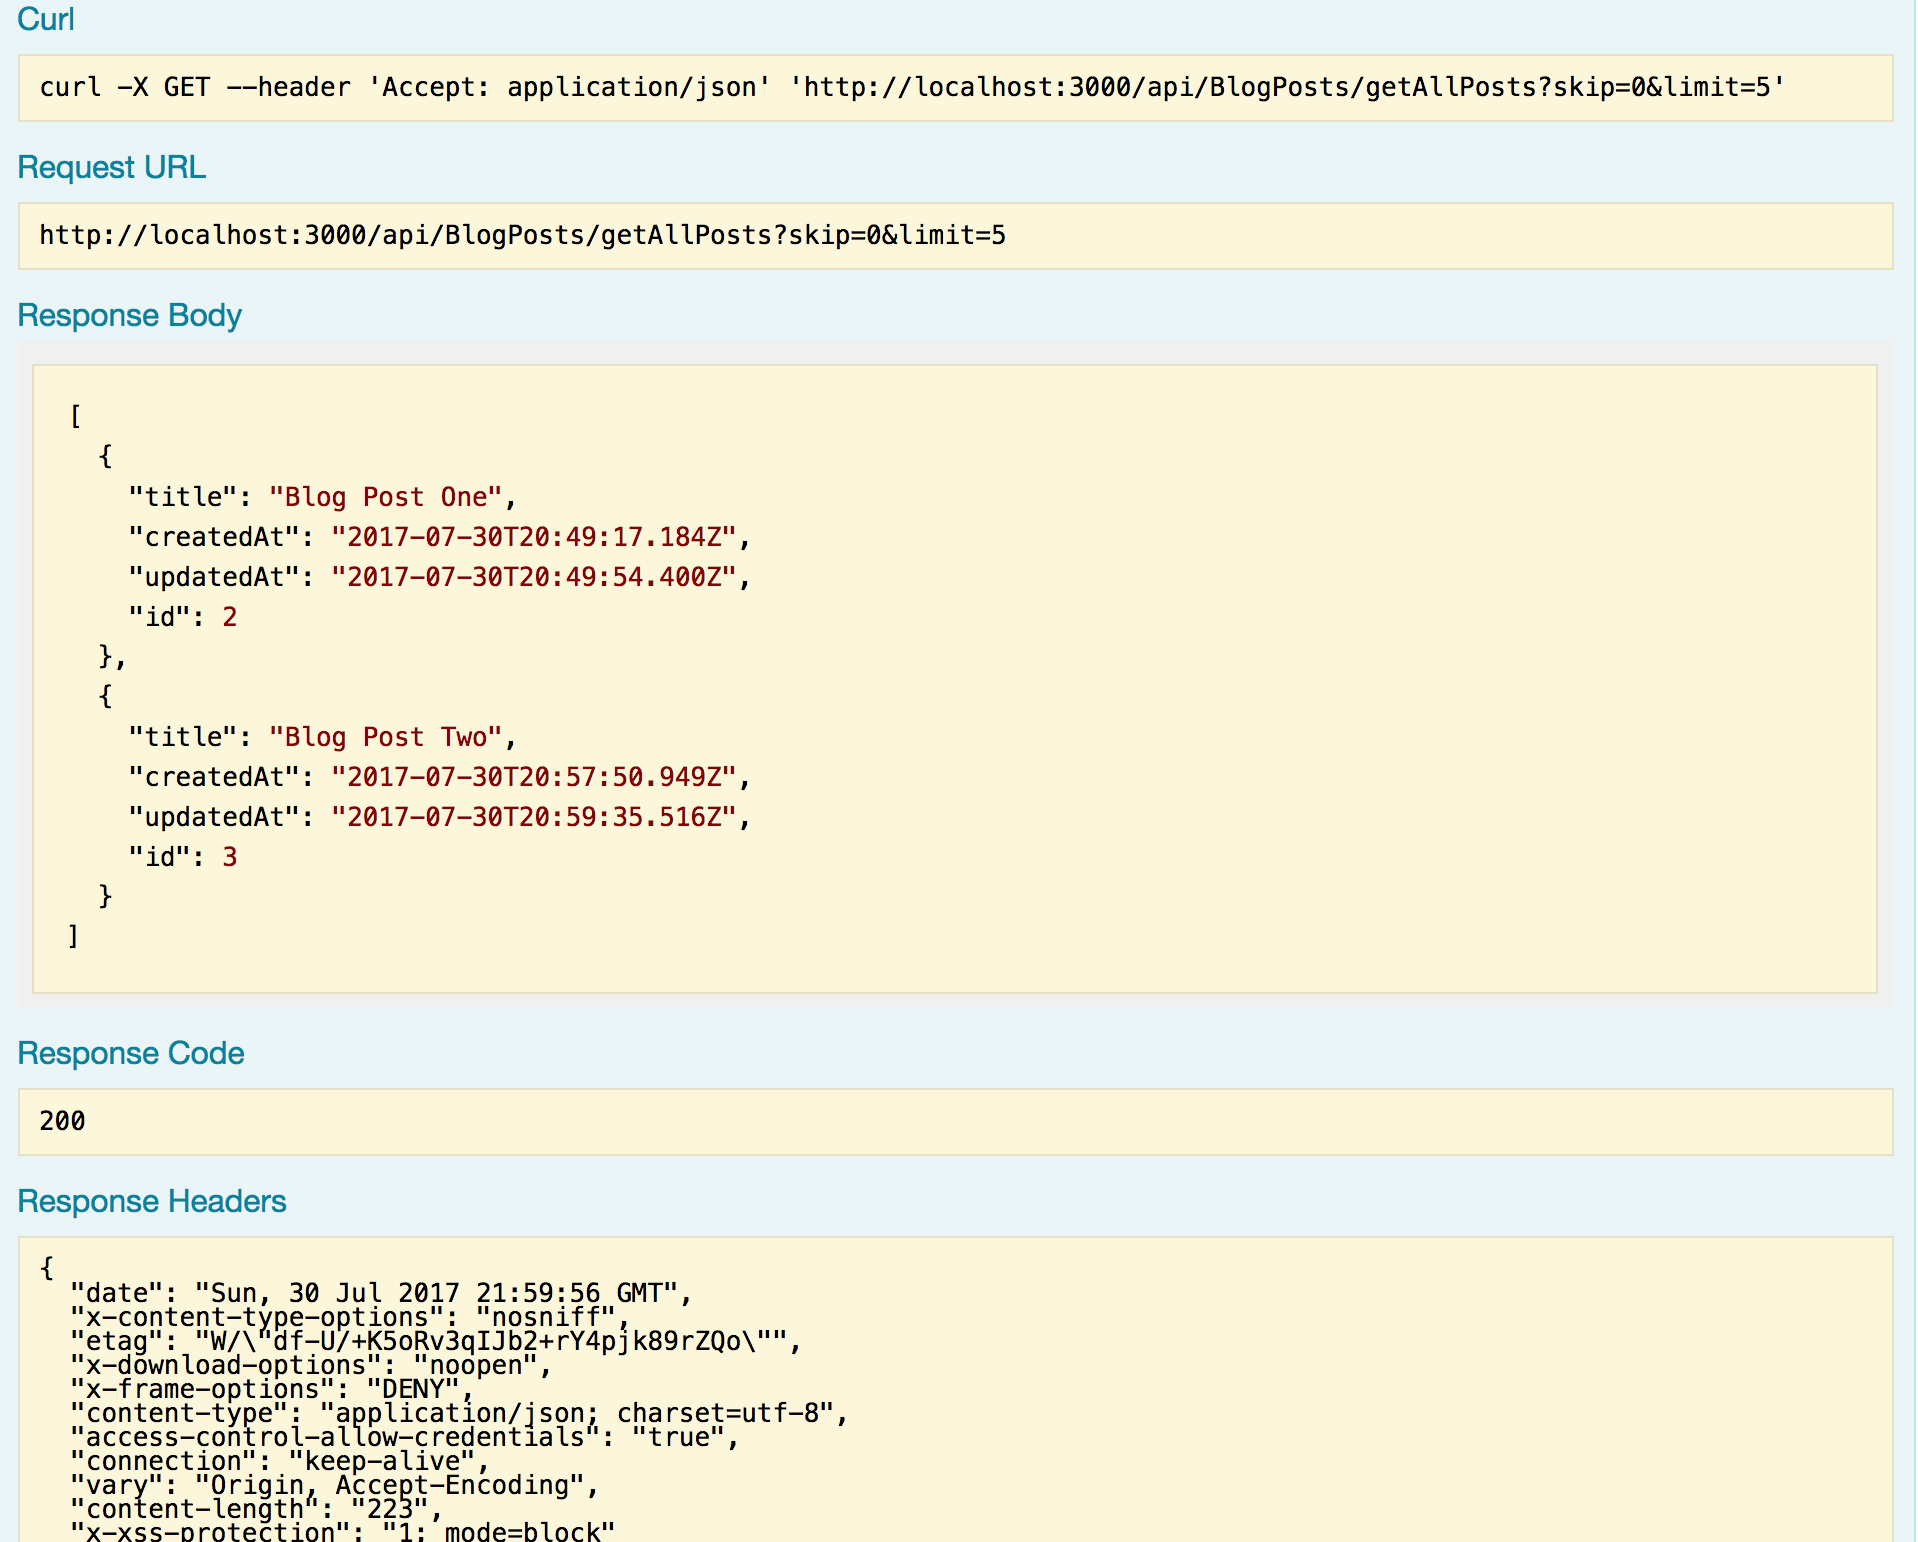 Curl
curl -X GET --header 'Accept: application/json' 'http://localhost:3000/api/BlogPosts/getAllPosts?skip=0&limit=5'
Request URL
http://localhost:3000/api/BlogPosts/getAllPosts?skip=0&limit=5
Response Body
[
  {
    "title": "Blog Post One",
    "createdAt": "2017-07-30T20:49:17.184Z",
    "updatedAt": "2017-07-30T20:49:54.400Z",
    "id": 2
  },
  {
    "title": "Blog Post Two",
    "createdAt": "2017-07-30T20:57:50.949Z",
    "updatedAt": "2017-07-30T20:59:35.516Z",
    "id": 3
  }
]
Response Code
200
Response Headers
{
  "date": "Sun, 30 Jul 2017 21:59:56 GMT",
  "x-content-type-options": "nosniff",
  "etag": "W/\"df-U/+K5oRv3qIJb2+rY4pjk89rZQo\"",
  "x-download-options": "noopen",
  "x-frame-options": "DENY",
  "content-type": "application/json; charset=utf-8",
  "access-control-allow-credentials": "true",
  "connection": "keep-alive",
  "vary": "Origin, Accept-Encoding",
  "content-length": "223",
  "x-xss-protection": "1; mode=block"